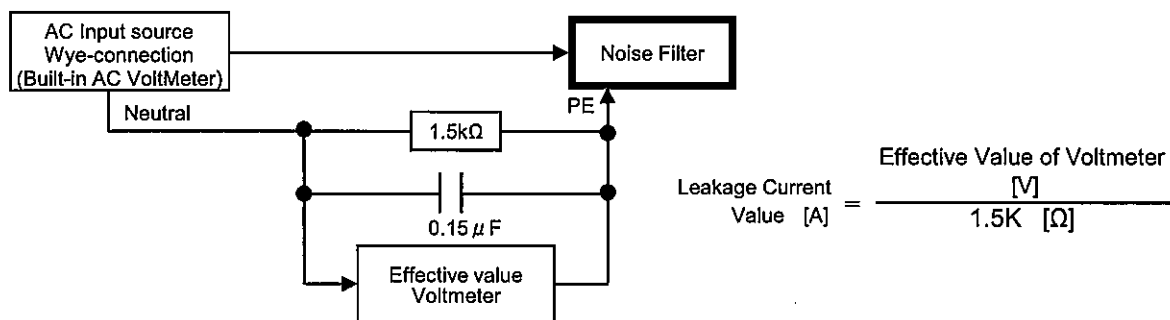 AC Input source
Wye-connection
(Built-in AC VoltMeter)
Noise Filter
Neutral
PE
1.5kΩ
0.15μF
Effective value
Voltmeter
Leakage Current
Value [A]
=
Effective Value of Voltmeter
[V]
1.5K [Ω]